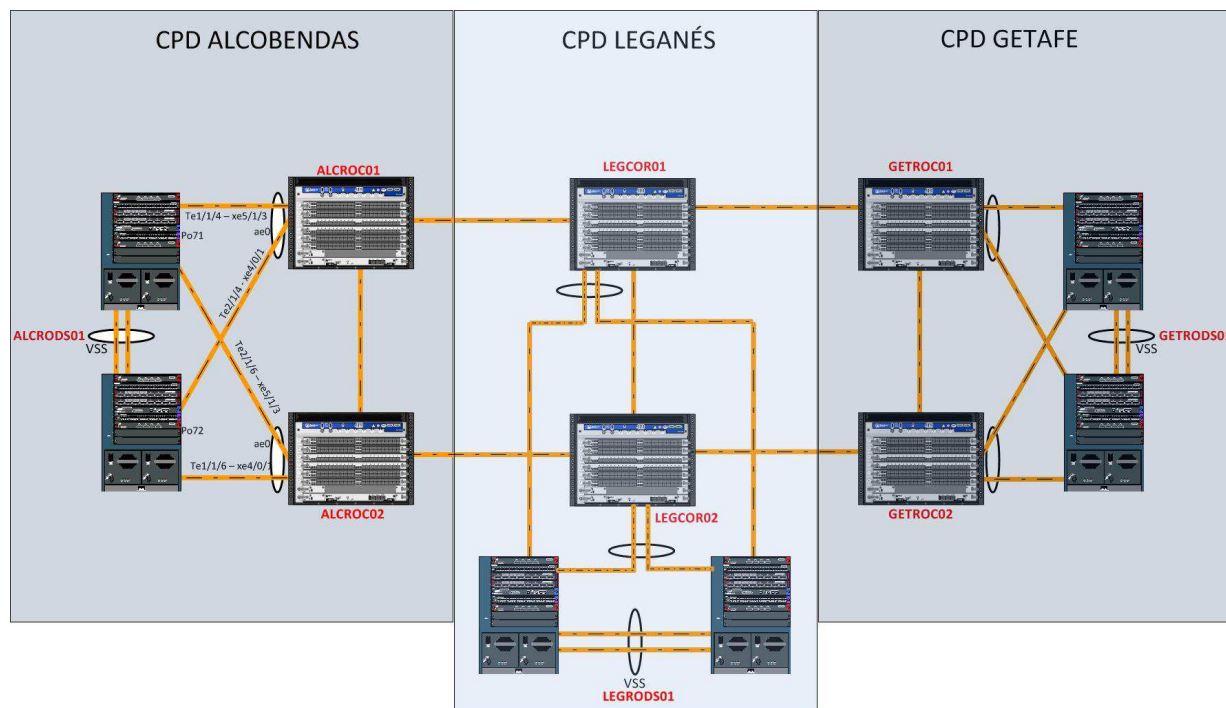 CPD ALCOBENDAS
CPD LEGANÉS
CPD GETAFE
ALCROC01
LEGCOR01
GETROC01
Te1/1/4 – xe5/1/3
ae0
Po71
Te2/1/4 - xe4/0/1
ALCRODS01
VSS
GETRODS01
VSS
Te2/1/6 – xe5/1/3
Po72
ae0
Te1/1/6 – xe4/0/1
ALCROC02
LEGCOR02
GETROC02
VSS
LEGRODS01